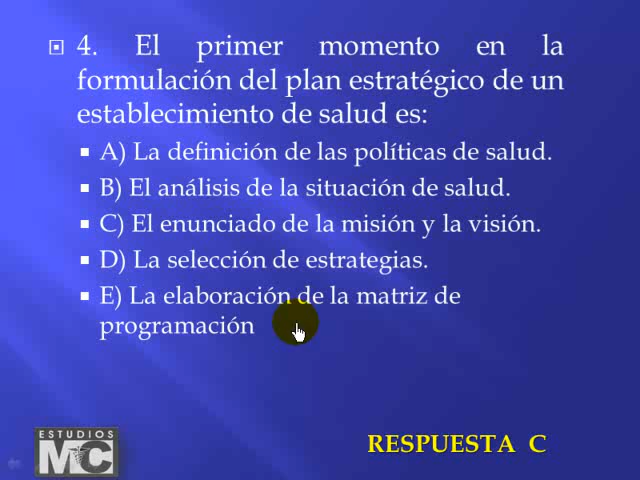 4. El primer momento en la
formulación del plan estratégico de un
establecimiento de salud es:
A) La definición de las políticas de salud.
B) El análisis de la situación de salud.
C) El enunciado de la misión y la visión.
D) La selección de estrategias.
E) La elaboración de la matriz de
programación
ESTUDIOS
MC
RESPUESTA C